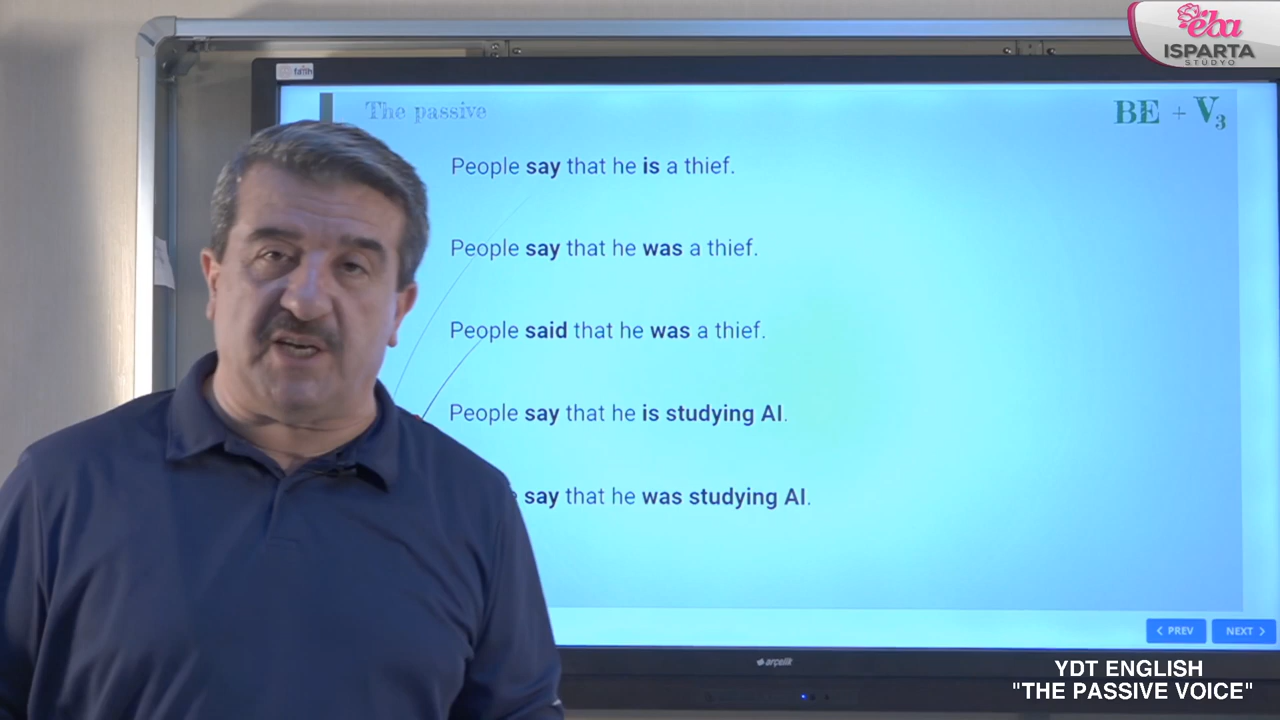 eba
ISPARTA
STÜDYO
fatih
The passive
BE + V3
People say that he is a thief.
People say that he was a thief.
People said that he was a thief.
People say that he is studying AI.
say that he was studying AI.
< PREV
NEXT >
arçelik
YDT ENGLISH
"THE PASSIVE VOICE"